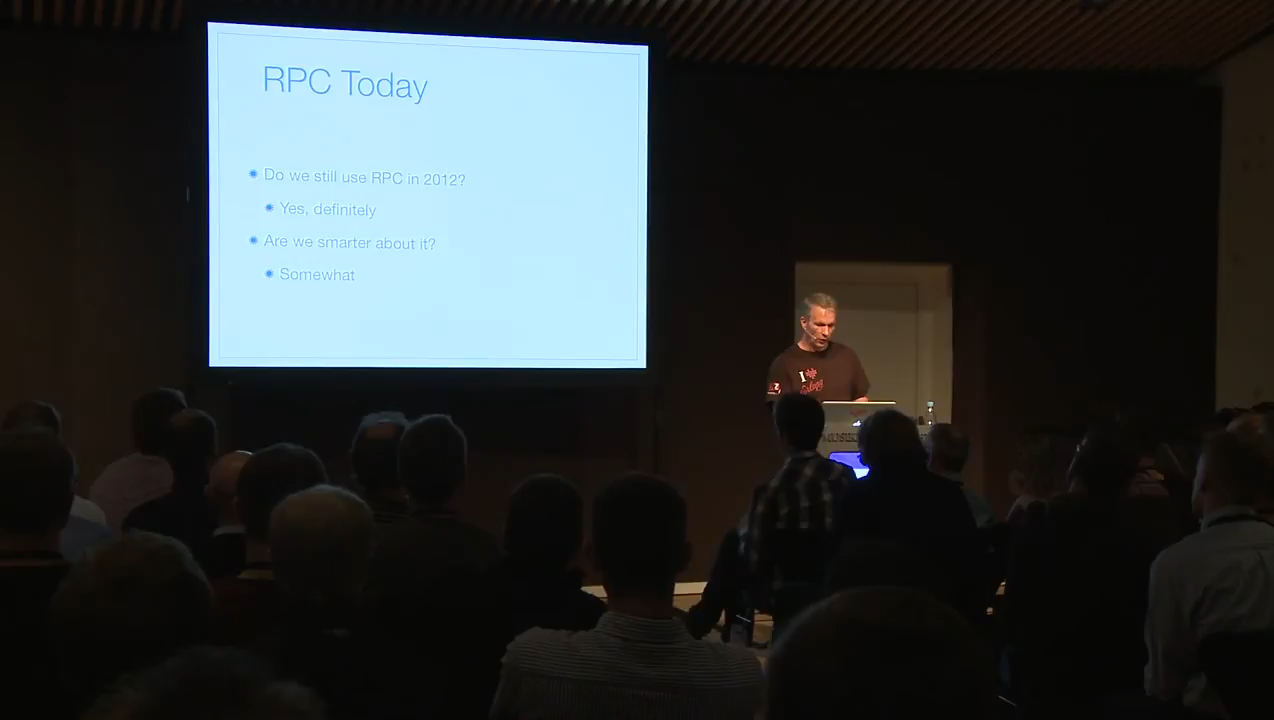 RPC Today
Do we still use RPC in 2012?
Yes, definitely
Are we smarter about it?
Somewhat
I